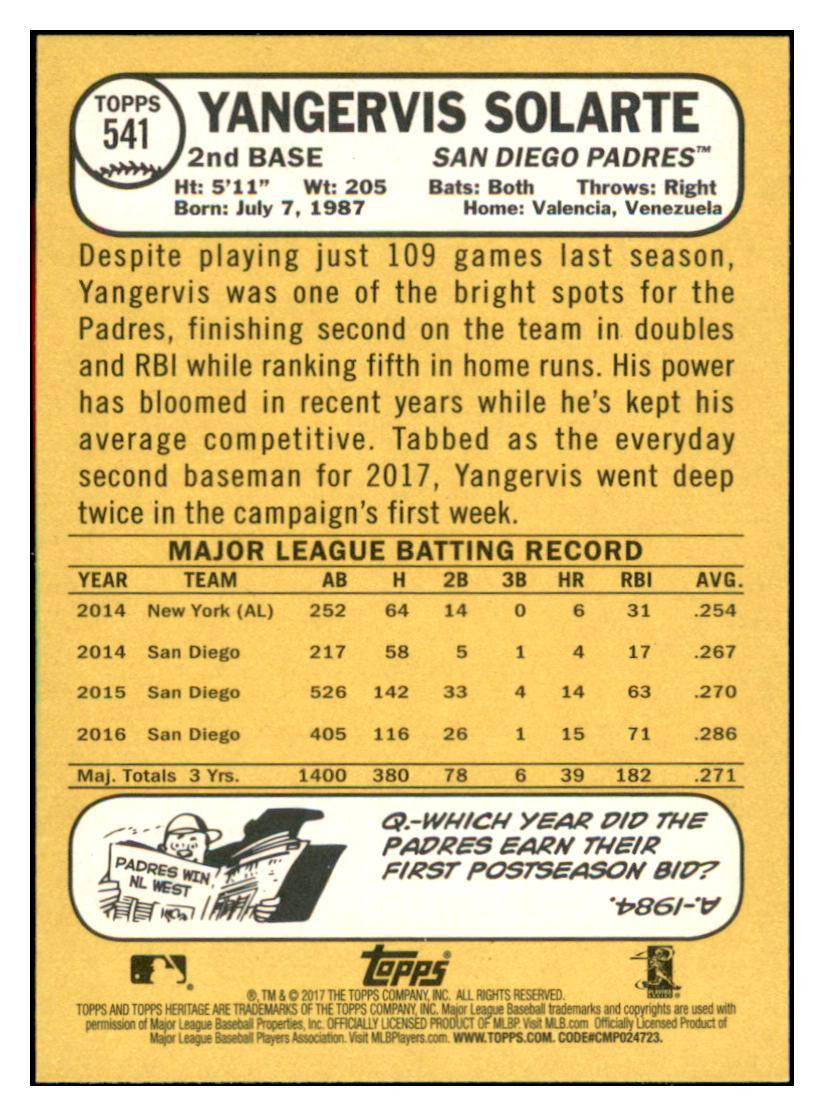 TOPPS
541
YANGERVIS SOLARTE
2nd BASE SAN DIEGO PADRES™
Ht: 5'11" Wt: 205 Bats: Both Throws: Right
Born: July 7, 1987 Home: Valencia, Venezuela
Despite playing just 109 games last season,
Yangervis was one of the bright spots for the
Padres, finishing second on the team in doubles
and RBI while ranking fifth in home runs. His power
has bloomed in recent years while he's kept his
average competitive. Tabbed as the everyday
second baseman for 2017, Yangervis went deep
twice in the campaign's first week.
MAJOR LEAGUE BATTING RECORD
YEAR TEAM AB H 2B 3B HR RBI AVG.
2014 New York (AL) 252 64 14 0 6 31 .254
2014 San Diego 217 58 5 1 4 17 .267
2015 San Diego 526 142 33 4 14 63 .270
2016 San Diego 405 116 26 1 15 71 .286
Maj. Totals 3 Yrs. 1400 380 78 6 39 182 .271
PADRES WIN
NL WEST
Q.-WHICH YEAR DID THE
PADRES EARN THEIR
FIRST POSTSEASON BID?
A.-1984.
Topps®
®, TM & © 2017 THE TOPPS COMPANY, INC. ALL RIGHTS RESERVED.
TOPPS AND TOPPS HERITAGE ARE TRADEMARKS OF THE TOPPS COMPANY, INC. Major League Baseball trademarks and copyrights are used with
permission of Major League Baseball Properties, Inc. OFFICIALLY LICENSED PRODUCT OF MLBP. Visit MLB.com Officially Licensed Product of
Major League Baseball Players Association. Visit MLBPlayers.com. WWW.TOPPS.COM. CODE#CMP024723.